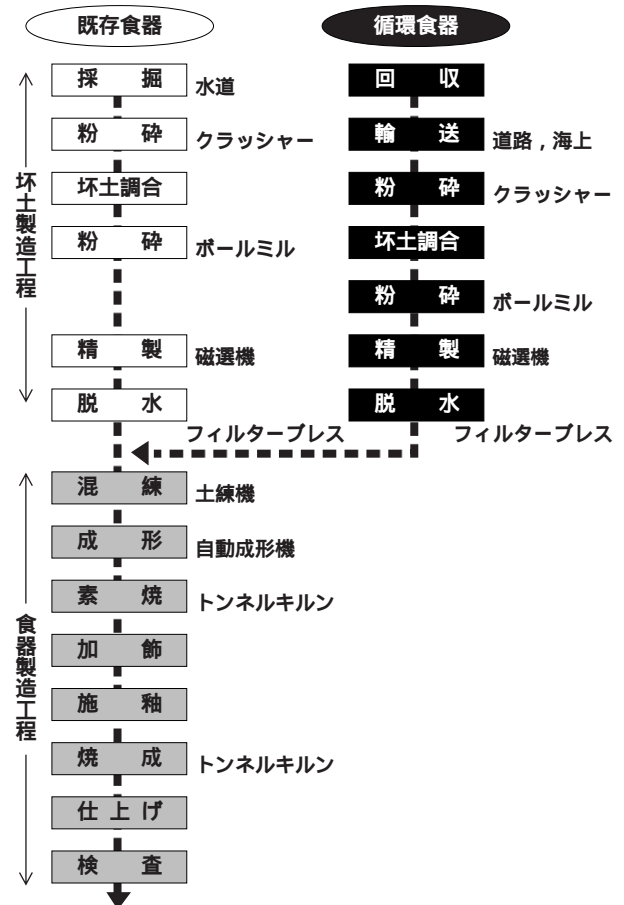 既存食器
循環食器
採 掘 水道
回 収
粉 砕 クラッシャー
輸 送 道路，海上
坏土調合
粉 砕 クラッシャー
粉 砕 ボールミル
坏土調合
粉 砕 ボールミル
精 製 磁選機
精 製 磁選機
脱 水 フィルタープレス
脱 水 フィルタープレス
坏土製造工程
混 練 土練機
成 形 自動成形機
素 焼 トンネルキルン
加 飾
施 釉
焼 成 トンネルキルン
仕 上 げ
検 査
食器製造工程